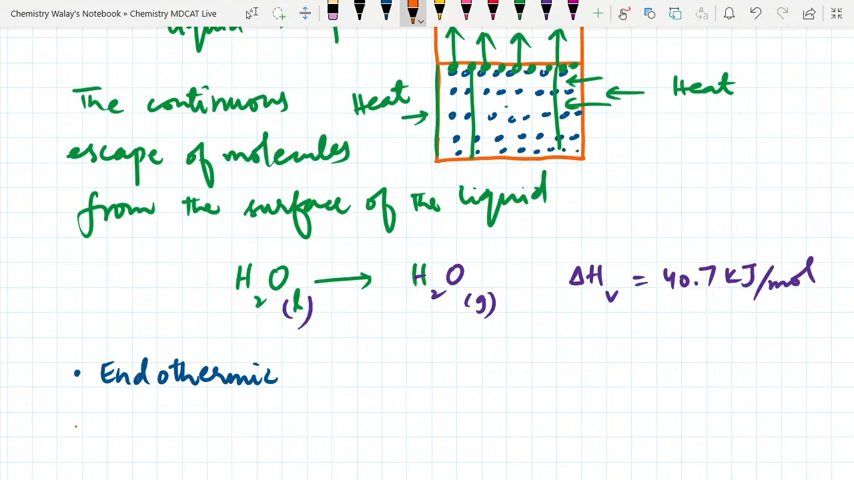 Chemistry Walay's Notebook » Chemistry MDCAT Live
liquid
The continuous
Heat
Heat
escape of molecules
from the surface of the liquid
H2O(l) → H2O(g) ΔHv = 40.7 kJ/mol
• Endothermic